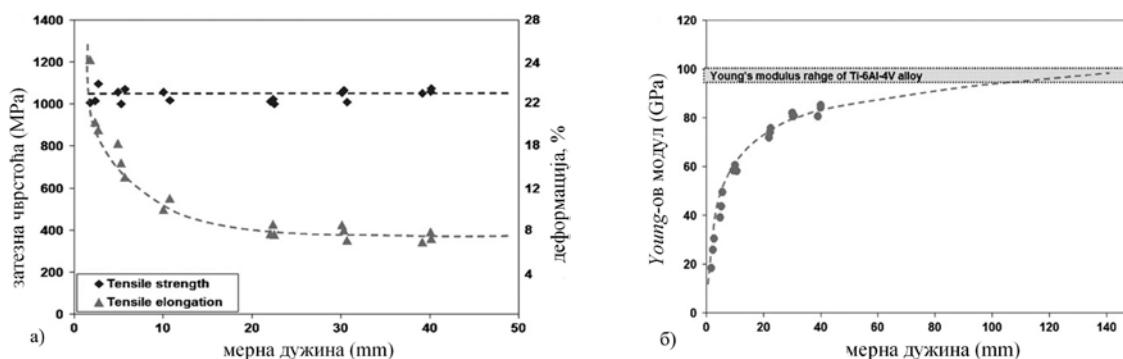 1400
1200
1000
800
600
400
200
0
затезна чврстоћа (MPa)
28
24
22
18
14
12
8
4
деформација, %
Tensile strength
Tensile elongation
0 10 20 30 40 50
а)
мерна дужина (mm)
120
100
80
60
40
20
0
Young-ов модул (GPa)
Young's modulus rahge of Ti-6Al-4V alloy
0 20 40 60 80 100 120 140
б)
мерна дужина (mm)